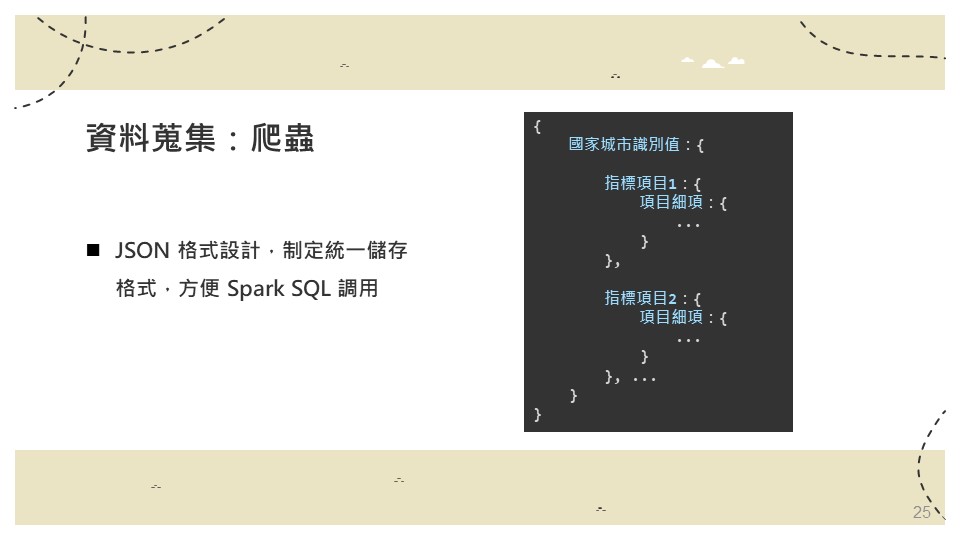 資料蒐集：爬蟲
■ JSON 格式設計，制定統一儲存
格式，方便 Spark SQL 調用
{
國家城市識別值：{
指標項目1：{
項目細項：{
...
}
},
指標項目2：{
項目細項：{
...
}
}, ...
}
}
25